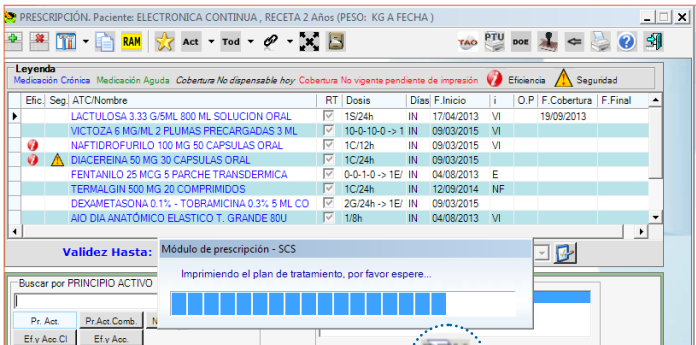 PRESCRIPCIÓN. Paciente: ELECTRONICA CONTINUA , RECETA 2 Años (PESO: KG A FECHA )
RAM Act Tod TAO PTU DOE
Leyenda
Medicación Crónica Medicación Aguda Cobertura No dispensable hoy Cobertura No vigente pendiente de impresión Eficiencia Seguridad
Efic. Seg. ATC/Nombre RT Dosis Días F.Inicio i O.P F.Cobertura F.Final
LACTULOSA 3.33 G/5ML 800 ML SOLUCION ORAL 1S/24h IN 17/04/2013 VI 19/09/2013
VICTOZA 6 MG/ML 2 PLUMAS PRECARGADAS 3 ML 10-0-10-0 -> 1 IN 09/03/2015 VI
NAFTIDROFURILO 100 MG 50 CAPSULAS ORAL 1C/12h IN 09/03/2015 VI
DIACEREINA 50 MG 30 CAPSULAS ORAL 1C/24h IN 09/03/2015
FENTANILO 25 MCG 5 PARCHE TRANSDERMICA 0-0-1-0 -> 1E/ IN 04/08/2013 E
TERMALGIN 500 MG 20 COMPRIMIDOS 1C/24h IN 12/09/2014 NF
DEXAMETASONA 0.1% - TOBRAMICINA 0.3% 5 ML CO 2G/24h -> 1E/ IN 09/03/2015
AIO DIA ANATÓMICO ELASTICO T. GRANDE 80U 1/8h IN 04/08/2013 VI
Validez Hasta:
Módulo de prescripción - SCS
Imprimiendo el plan de tratamiento, por favor espere...
Buscar por PRINCIPIO ACTIVO
Pr. Act. Pr.Act.Comb. N
Ef.y Acc.Cl Ef.y Acc.